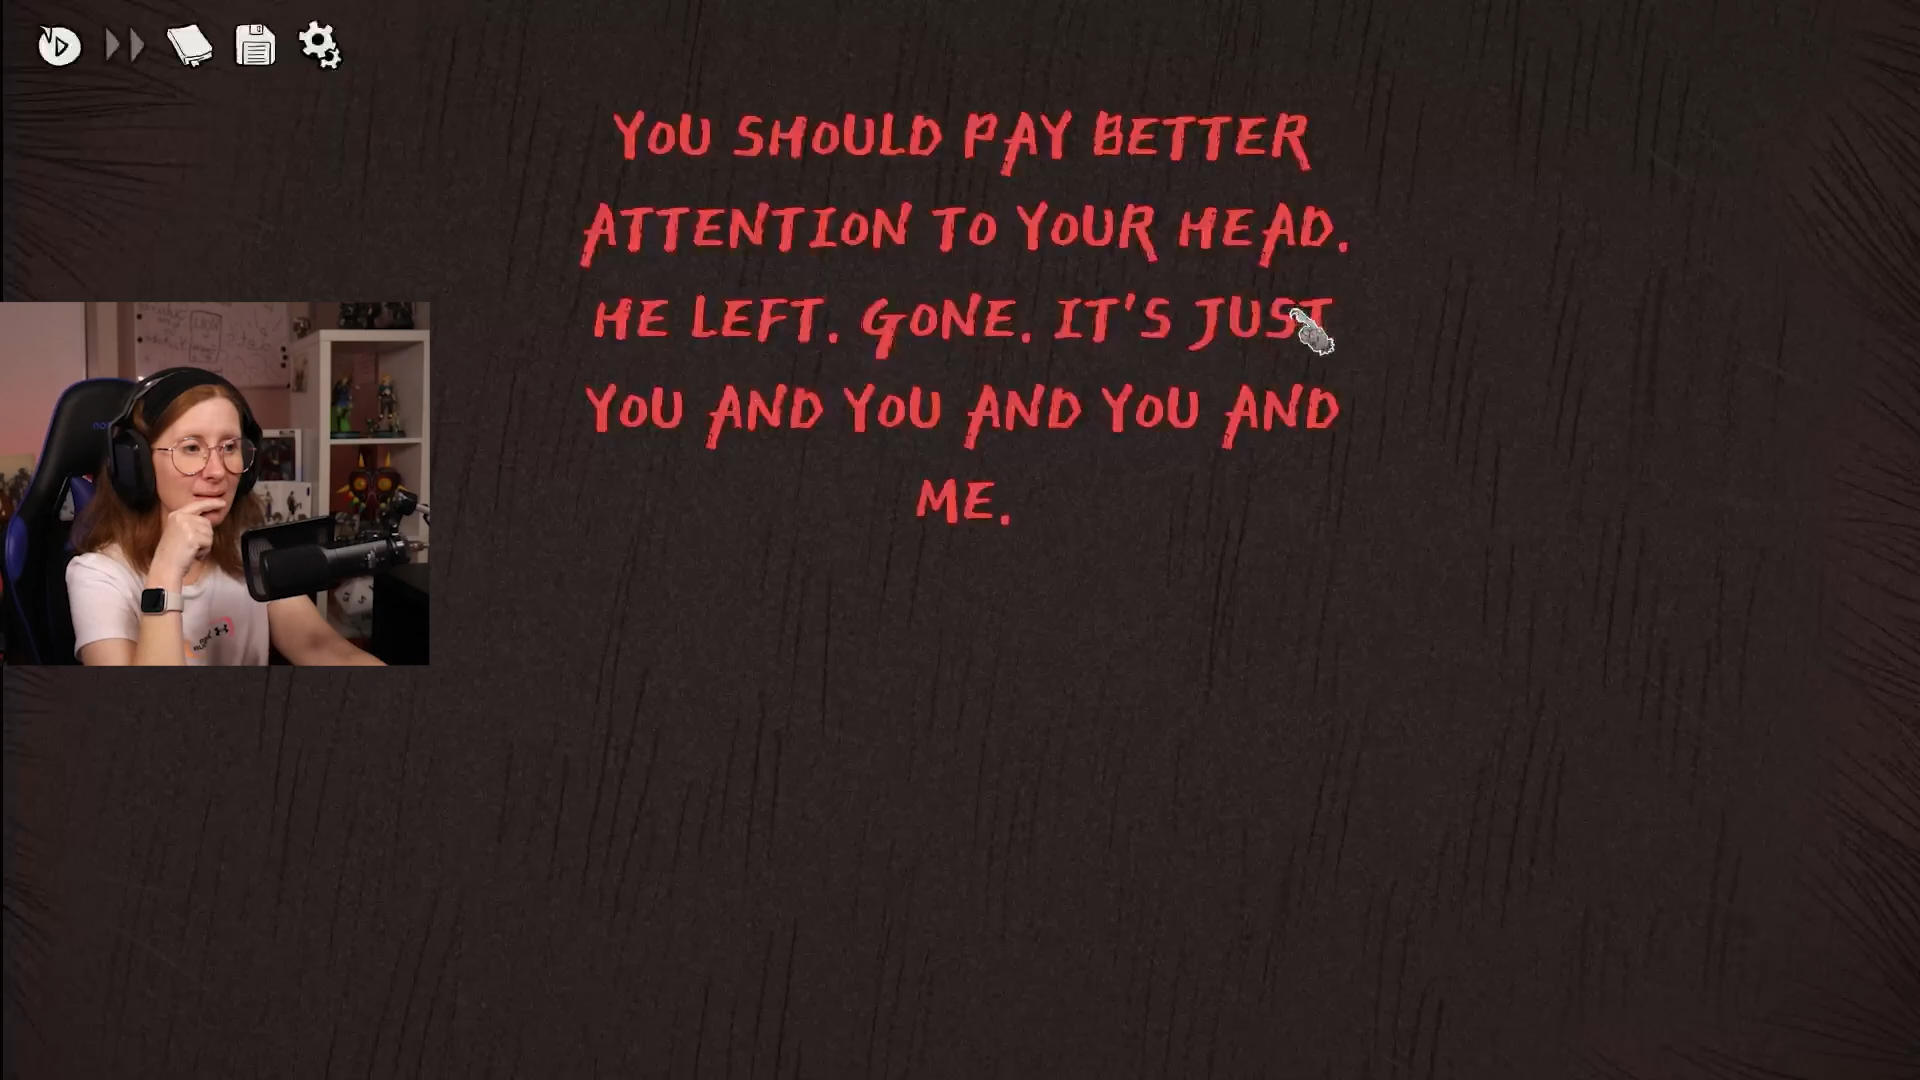 YOU SHOULD PAY BETTER
ATTENTION TO YOUR HEAD.
HE LEFT. GONE. IT'S JUST
YOU AND YOU AND YOU AND
ME.